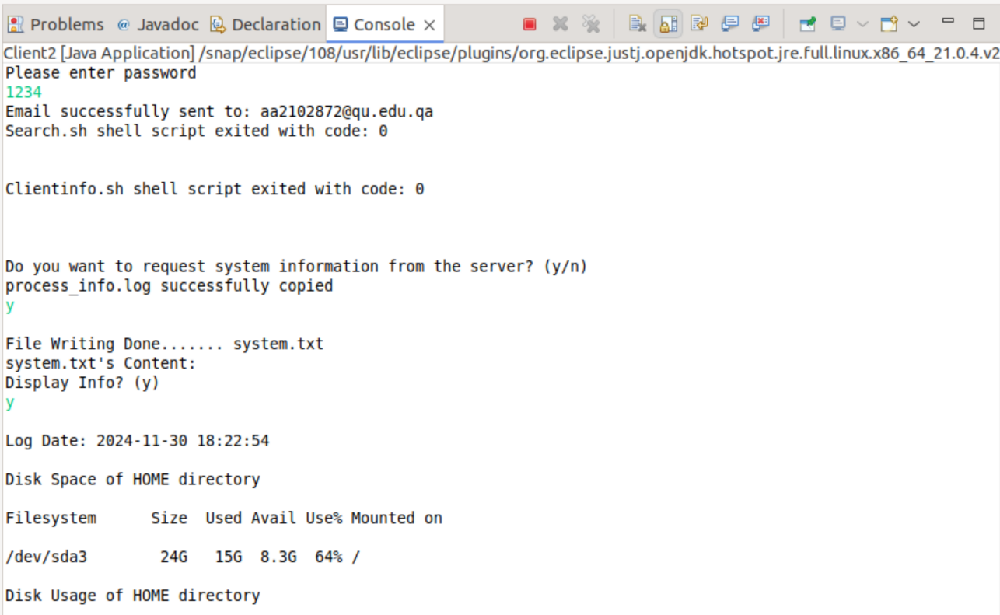 Problems @ Javadoc Declaration Console
Client2 [Java Application] /snap/eclipse/108/usr/lib/eclipse/plugins/org.eclipse.justj.openjdk.hotspot.jre.full.linux.x86_64_21.0.4.v2
Please enter password
1234
Email successfully sent to: aa2102872@qu.edu.qa
Search.sh shell script exited with code: 0
Clientinfo.sh shell script exited with code: 0
Do you want to request system information from the server? (y/n)
process_info.log successfully copied
y
File Writing Done....... system.txt
system.txt's Content:
Display Info? (y)
y
Log Date: 2024-11-30 18:22:54
Disk Space of HOME directory
Filesystem      Size  Used Avail Use% Mounted on
/dev/sda3        24G   15G  8.3G  64% /
Disk Usage of HOME directory